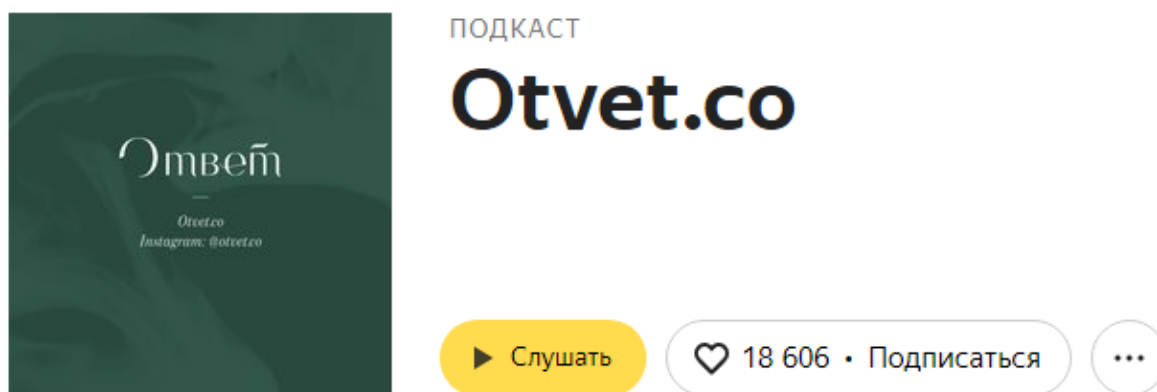 ПОДКАСТ
Otvet.co
Ответ
Otvet.co
Instagram: @otvet.co
Слушать
18 606 • Подписаться